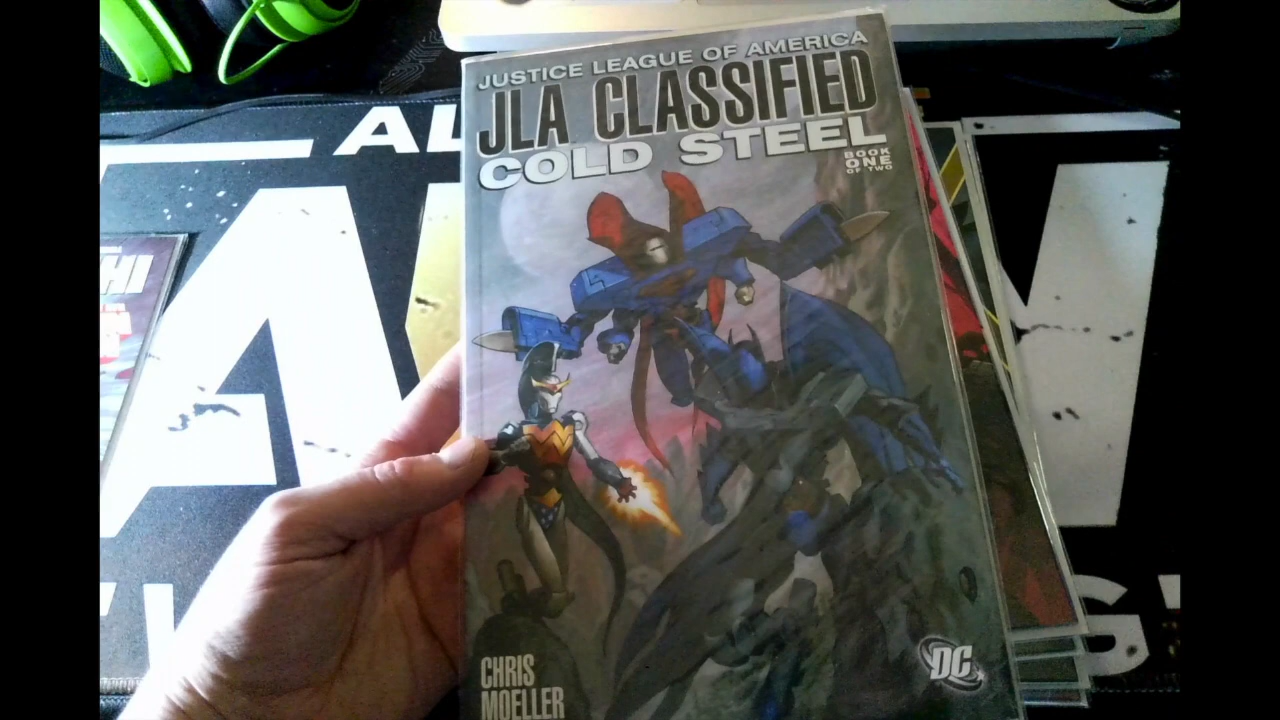 JUSTICE LEAGUE OF AMERICA
JLA CLASSIFIED
COLD STEEL
BOOK
ONE
OF TWO
CHRIS
MOELLER
DC